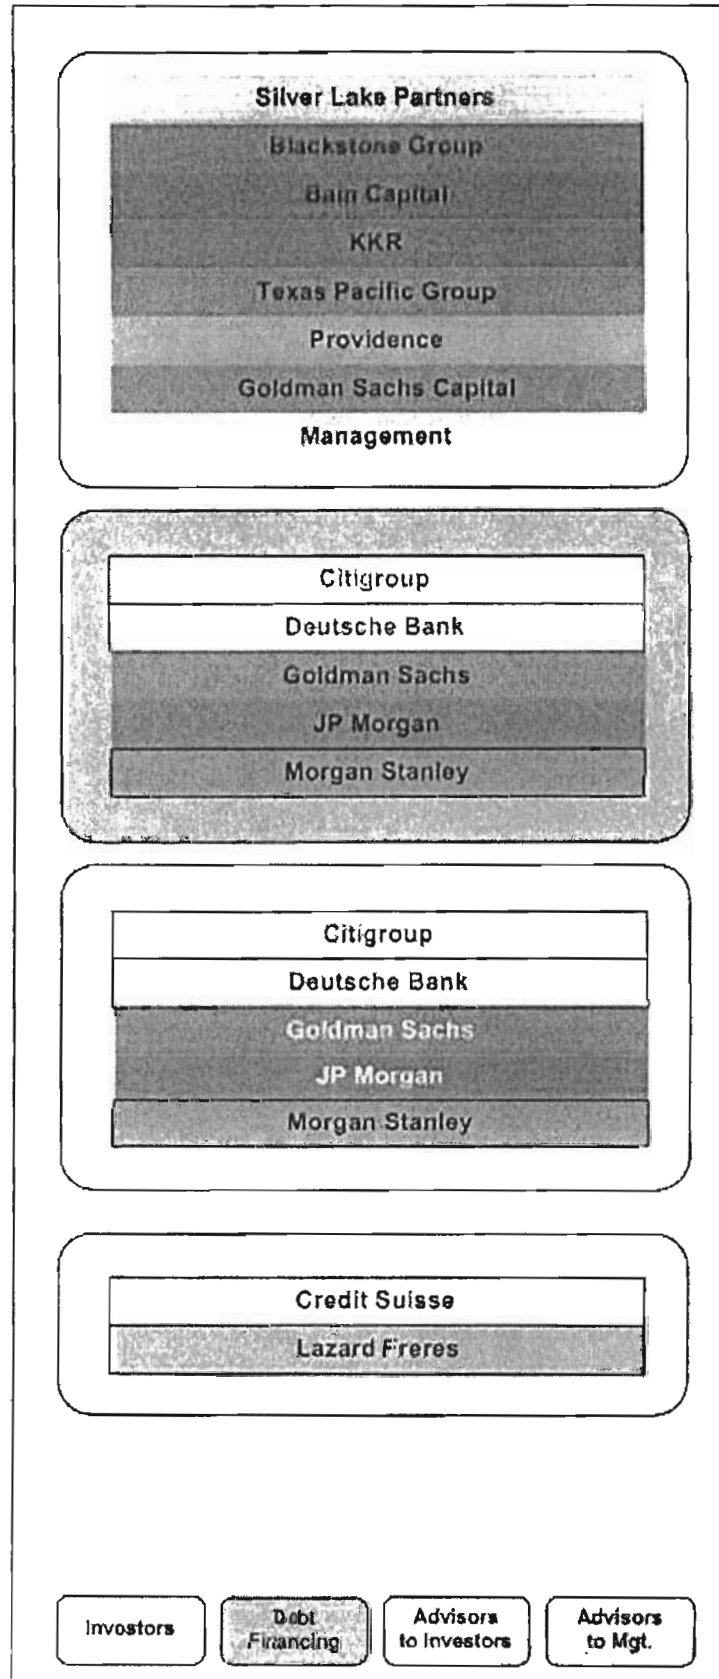 Silver Lake Partners
Blackstone Group
Bain Capital
KKR
Texas Pacific Group
Providence
Goldman Sachs Capital
Management
Citigroup
Deutsche Bank
Goldman Sachs
JP Morgan
Morgan Stanley
Citigroup
Deutsche Bank
Goldman Sachs
JP Morgan
Morgan Stanley
Credit Suisse
Lazard Freres
Investors
Debt
Financing
Advisors
to Investors
Advisors
to Mgt.